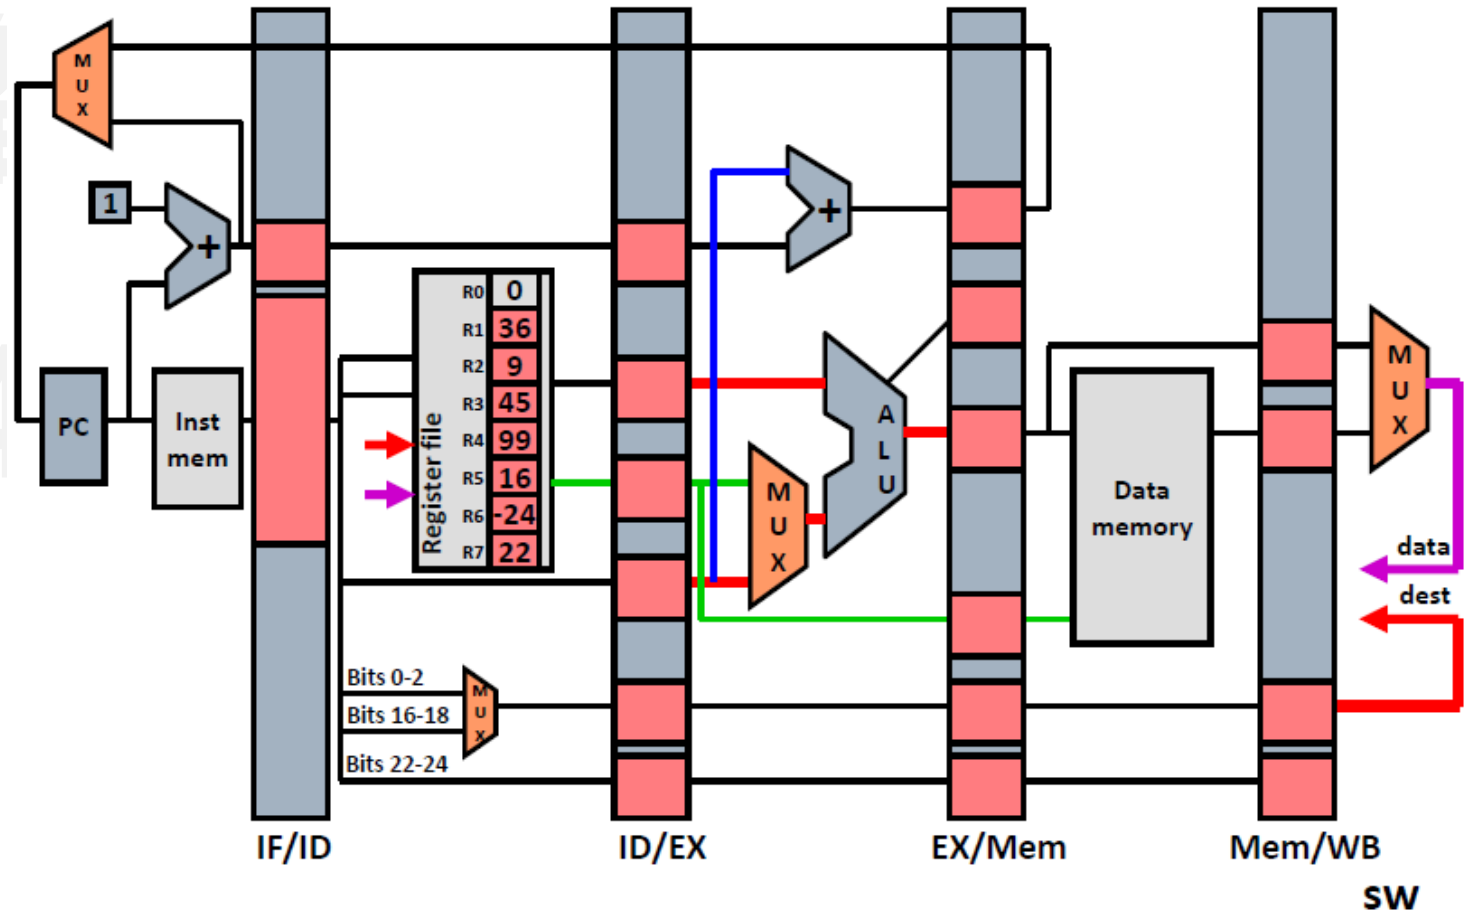 M
U
X
1
+
+
PC
Inst
mem
Register file
R0 0
R1 36
R2 9
R3 45
R4 99
R5 16
R6 -24
R7 22
M
U
X
A
L
U
Data
memory
M
U
X
data
dest
Bits 0-2
Bits 16-18
Bits 22-24
M
U
X
IF/ID
ID/EX
EX/Mem
Mem/WB
SW